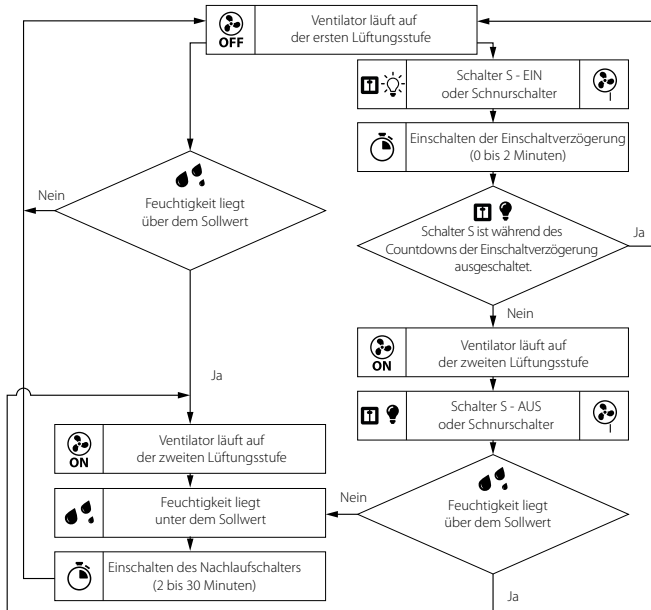 OFF
Ventilator läuft auf
der ersten Lüftungsstufe
Schalter S - EIN
oder Schnurschalter
Einschalten der Einschaltverzögerung
(0 bis 2 Minuten)
Nein
Feuchtigkeit liegt
über dem Sollwert
Schalter S ist während des
Countdowns der Einschaltverzögerung
ausgeschaltet.
Ja
Nein
Ja
ON
Ventilator läuft auf
der zweiten Lüftungsstufe
Schalter S - AUS
oder Schnurschalter
ON
Ventilator läuft auf
der zweiten Lüftungsstufe
Feuchtigkeit liegt
unter dem Sollwert
Nein
Feuchtigkeit liegt
über dem Sollwert
Einschalten des Nachlaufschalters
(2 bis 30 Minuten)
Ja